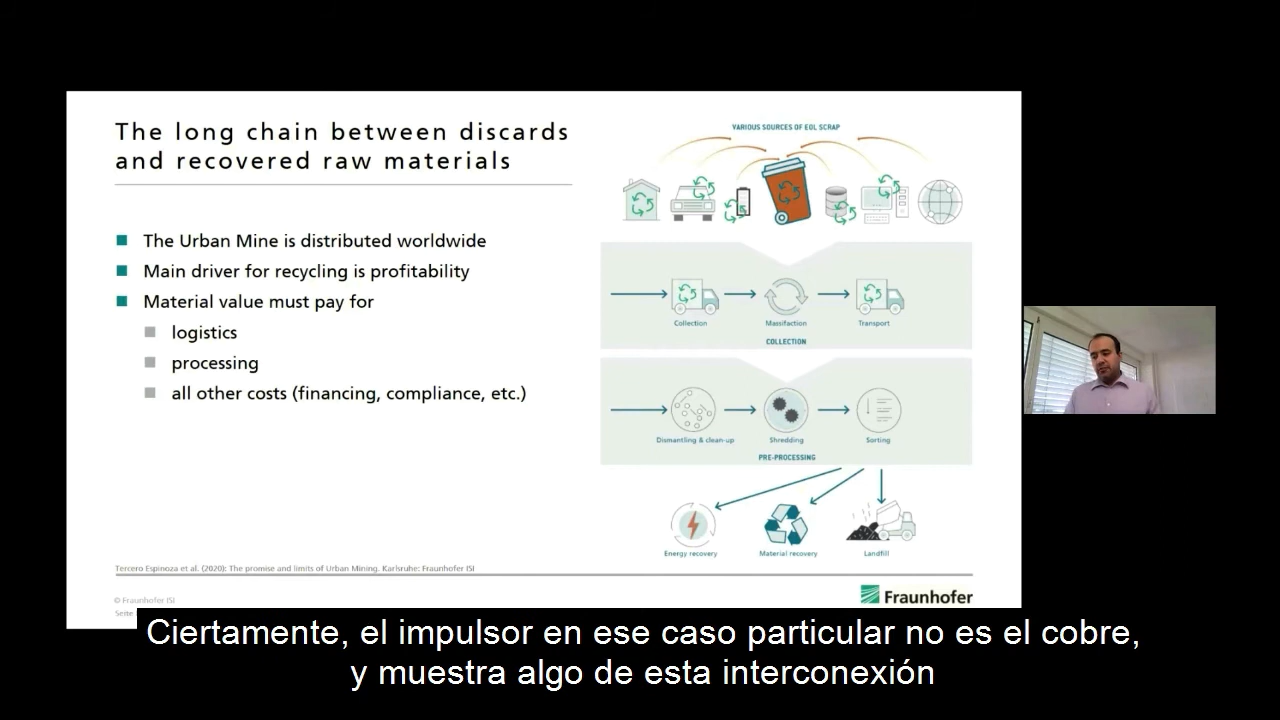 The long chain between discards
and recovered raw materials
The Urban Mine is distributed worldwide
Main driver for recycling is profitability
Material value must pay for
logistics
processing
all other costs (financing, compliance, etc.)
VARIOUS SOURCES OF EOL SCRAP
Collection
Massifaction
Transport
COLLECTION
Dismantling & clean-up
Shredding
Sorting
PRE-PROCESSING
Energy recovery
Material recovery
Landfill
Tercero Espinoza et al. (2020): The promise and limits of Urban Mining. Karlsruhe: Fraunhofer ISI
© Fraunhofer ISI
Seite
Fraunhofer
Ciertamente, el impulsor en ese caso particular no es el cobre,
y muestra algo de esta interconexión